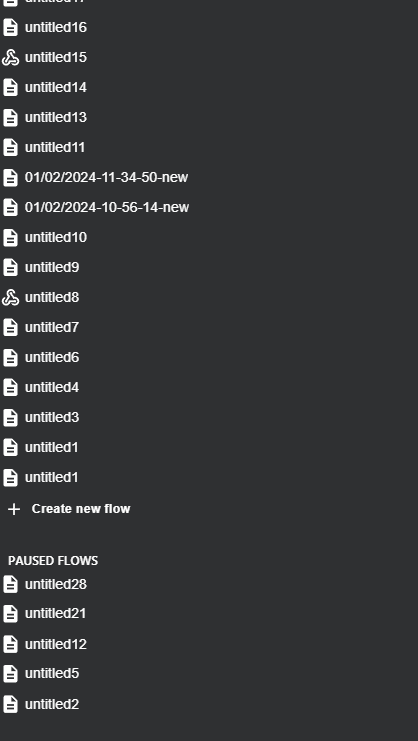 untitled16
untitled15
untitled14
untitled13
untitled11
01/02/2024-11-34-50-new
01/02/2024-10-56-14-new
untitled10
untitled9
untitled8
untitled7
untitled6
untitled4
untitled3
untitled1
untitled1
Create new flow
PAUSED FLOWS
untitled28
untitled21
untitled12
untitled5
untitled2